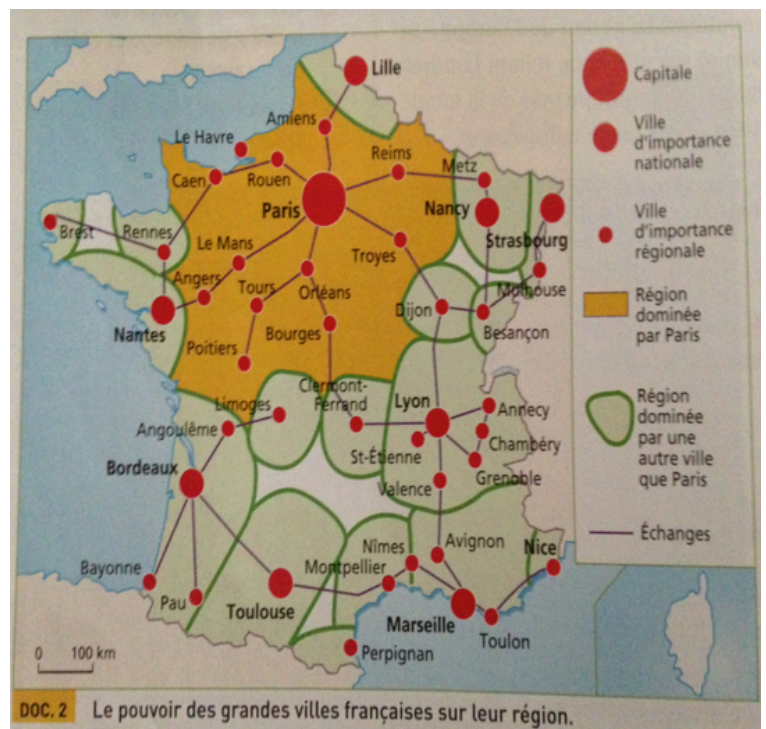 Lille
Amiens
Le Havre
Reims
Metz
Caen
Rouen
Paris
Nancy
Brest
Rennes
Strasbourg
Le Mans
Troyes
Angers
Tours
Orléans
Mulhouse
Dijon
Nantes
Bourges
Besançon
Poitiers
Clermont-
Ferrand
Limoges
Lyon
Annecy
Angoulême
Chambéry
St-Étienne
Bordeaux
Grenoble
Valence
Nîmes
Avignon
Nice
Bayonne
Montpellier
Pau
Toulouse
Marseille
Toulon
Perpignan
0 100 km
Capitale
Ville
d'importance
nationale
Ville
d'importance
régionale
Région
dominée
par Paris
Région
dominée
par une
autre ville
que Paris
Échanges
DOC. 2 Le pouvoir des grandes villes françaises sur leur région.